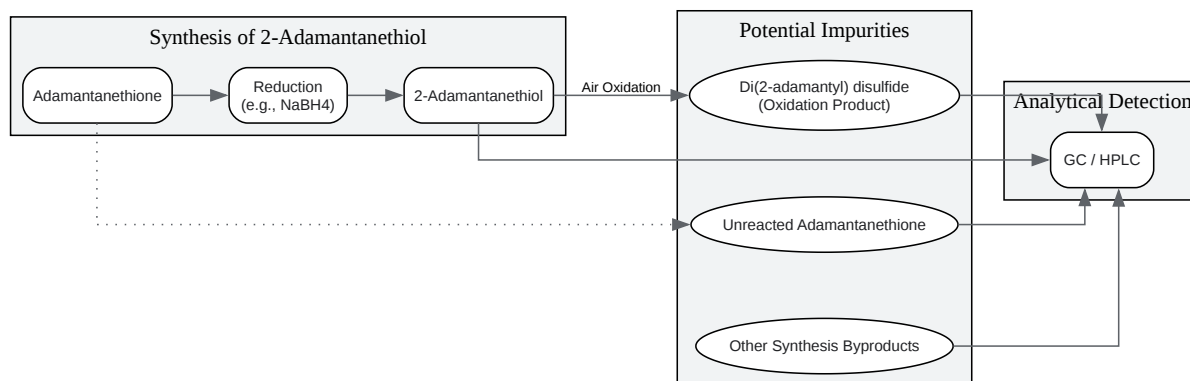 Synthesis of 2-Adamantanethiol
Adamantanethione
Reduction
(e.g., NaBH4)
2-Adamantanethiol
Air Oxidation
Potential Impurities
Di(2-adamantyl) disulfide
(Oxidation Product)
Unreacted Adamantanethione
Other Synthesis Byproducts
Analytical Detection
GC / HPLC